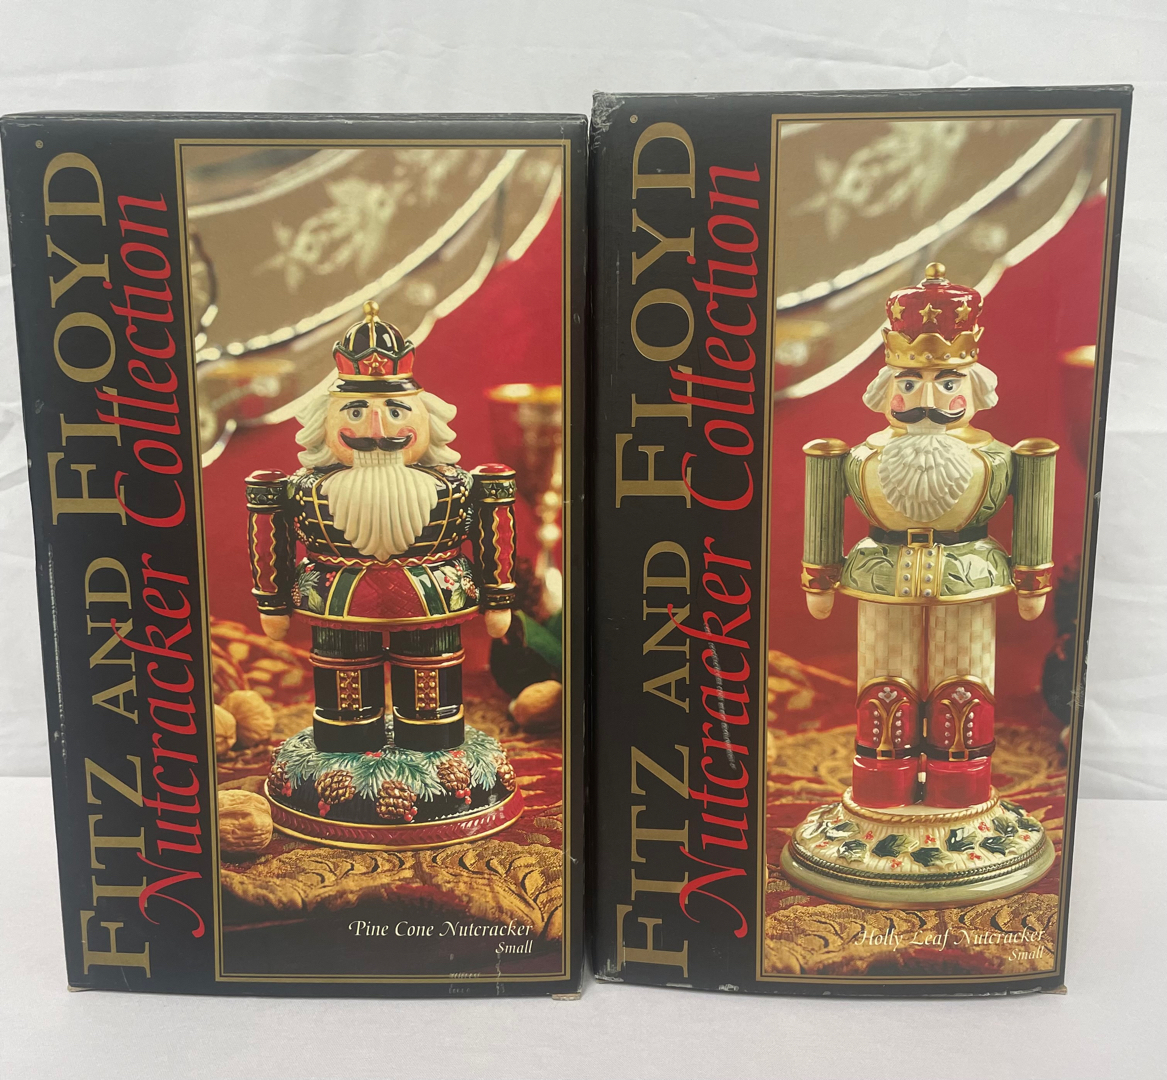 FITZ AND FLOYD
Nutcracker Collection
Pine Cone Nutcracker
Small
FITZ AND FLOYD
Nutcracker Collection
Holly Leaf Nutcracker
Small